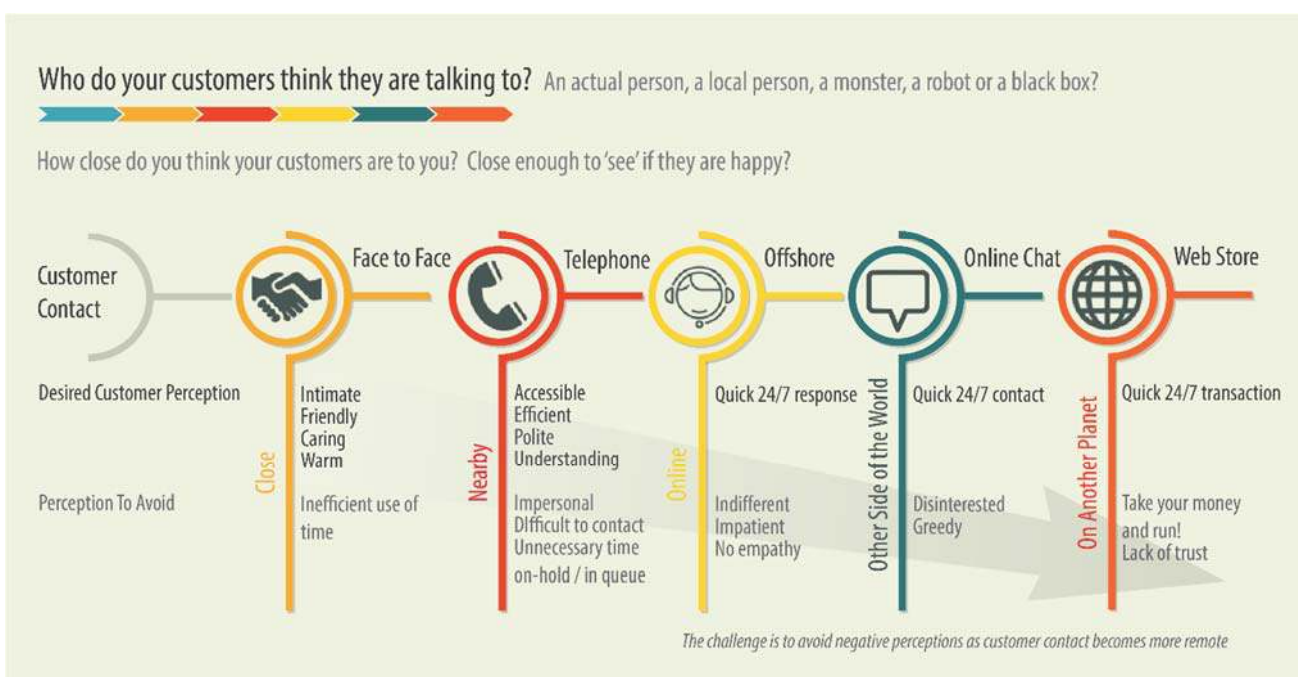 Who do your customers think they are talking to? An actual person, a local person, a monster, a robot or a black box?
How close do you think your customers are to you? Close enough to 'see' if they are happy?
Customer
Contact
Face to Face
Telephone
Offshore
Online Chat
Web Store
Desired Customer Perception
Perception To Avoid
Close
Intimate
Friendly
Caring
Warm
Inefficient use of
time
Nearby
Accessible
Efficient
Polite
Understanding
Impersonal
DIfficult to contact
Unnecessary time
on-hold / in queue
Online
Quick 24/7 response
Indifferent
Impatient
No empathy
Other Side of the World
Quick 24/7 contact
Disinterested
Greedy
On Another Planet
Quick 24/7 transaction
Take your money
and run!
Lack of trust
The challenge is to avoid negative perceptions as customer contact becomes more remote